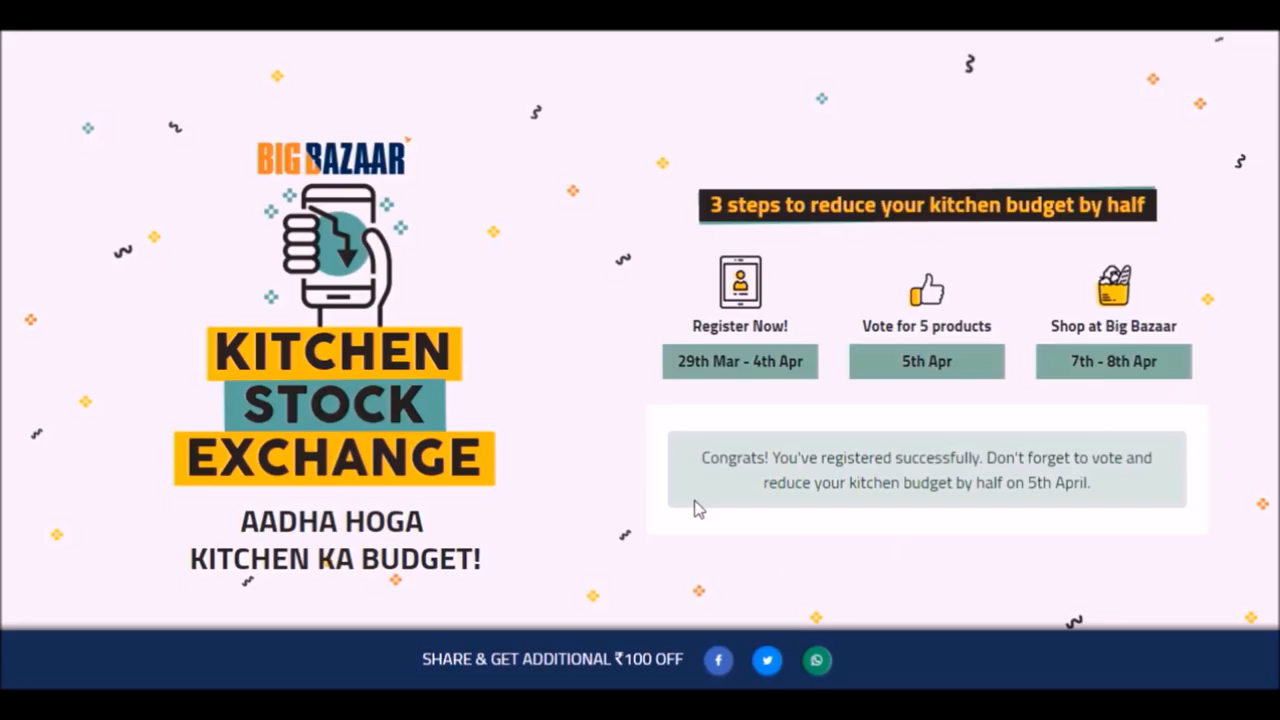 BIG BAZAAR
KITCHEN
STOCK
EXCHANGE
AADHA HOGA
KITCHEN KA BUDGET!
3 steps to reduce your kitchen budget by half
Register Now!
29th Mar - 4th Apr
Vote for 5 products
5th Apr
Shop at Big Bazaar
7th - 8th Apr
Congrats! You've registered successfully. Don't forget to vote and
reduce your kitchen budget by half on 5th April.
SHARE & GET ADDITIONAL ₹100 OFF